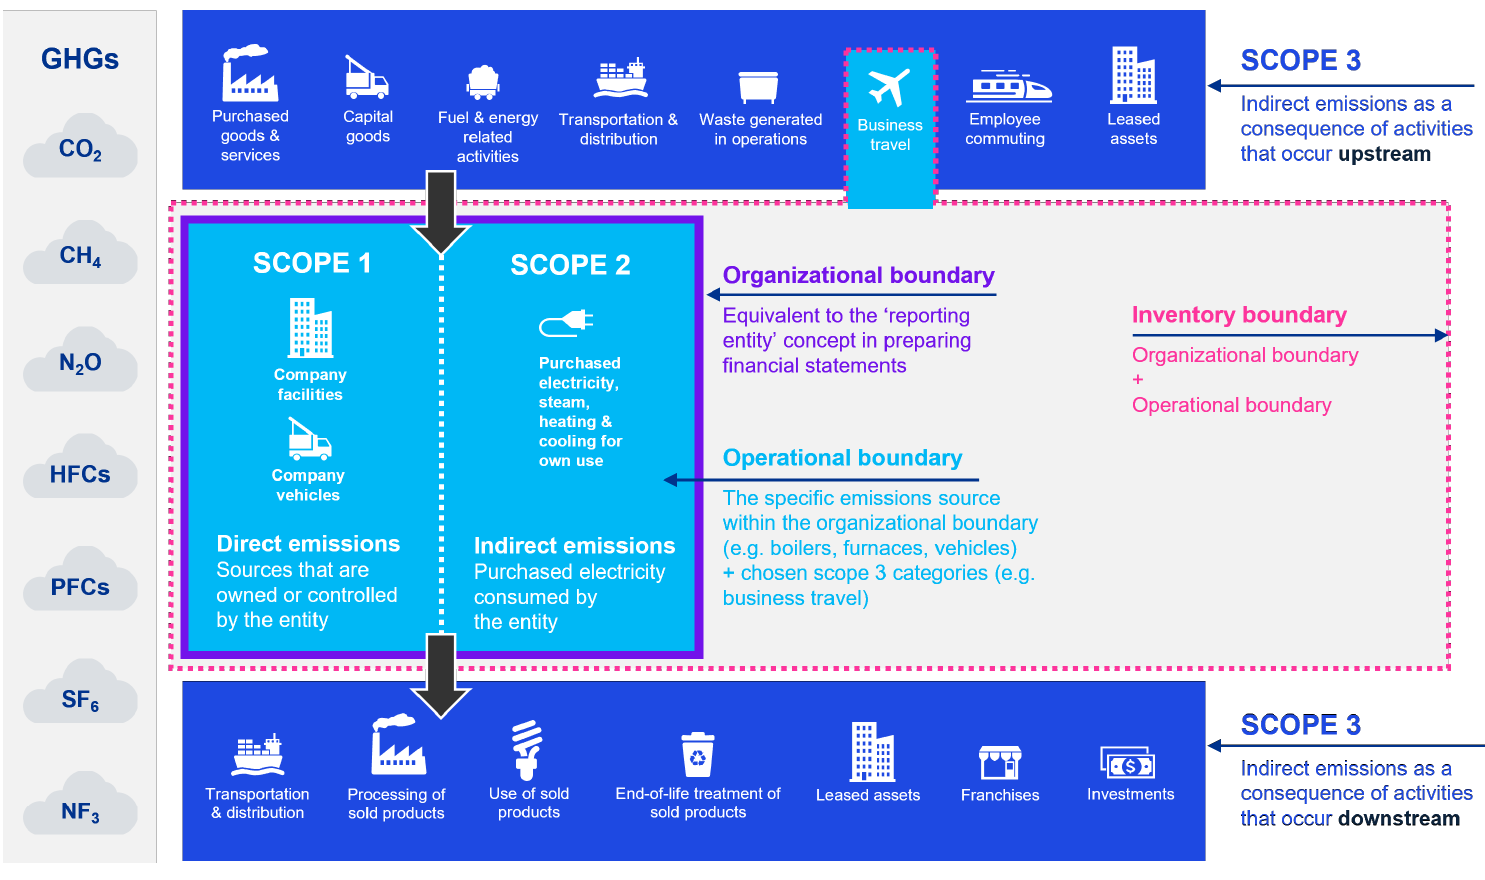 GHGs
CO2
CH4
N2O
HFCs
PFCs
SF6
NF3
Purchased
goods &
services
Capital
goods
Fuel & energy
related
activities
Transportation &
distribution
Waste generated
in operations
Business
travel
Employee
commuting
Leased
assets
SCOPE 3
Indirect emissions as a
consequence of activities
that occur upstream
SCOPE 1
Company
facilities
Company
vehicles
Direct emissions
Sources that are
owned or controlled
by the entity
SCOPE 2
Purchased
electricity,
steam,
heating &
cooling for
own use
Indirect emissions
Purchased electricity
consumed by
the entity
Organizational boundary
Equivalent to the ‘reporting
entity’ concept in preparing
financial statements
Operational boundary
The specific emissions source
within the organizational boundary
(e.g. boilers, furnaces, vehicles)
+ chosen scope 3 categories (e.g.
business travel)
Inventory boundary
Organizational boundary
+
Operational boundary
Transportation
& distribution
Processing of
sold products
Use of sold
products
End-of-life treatment of
sold products
Leased assets
Franchises
$
Investments
SCOPE 3
Indirect emissions as a
consequence of activities
that occur downstream